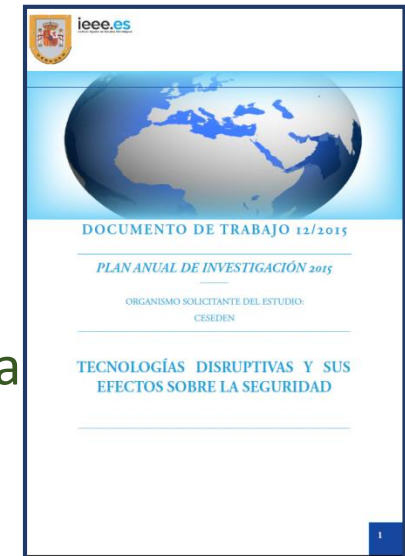 ieee.es
DOCUMENTO DE TRABAJO 12/2015
PLAN ANUAL DE INVESTIGACIÓN 2015
ORGANISMO SOLICITANTE DEL ESTUDIO:
CESEDEN
a
TECNOLOGÍAS DISRUPTIVAS Y SUS
EFECTOS SOBRE LA SEGURIDAD
1